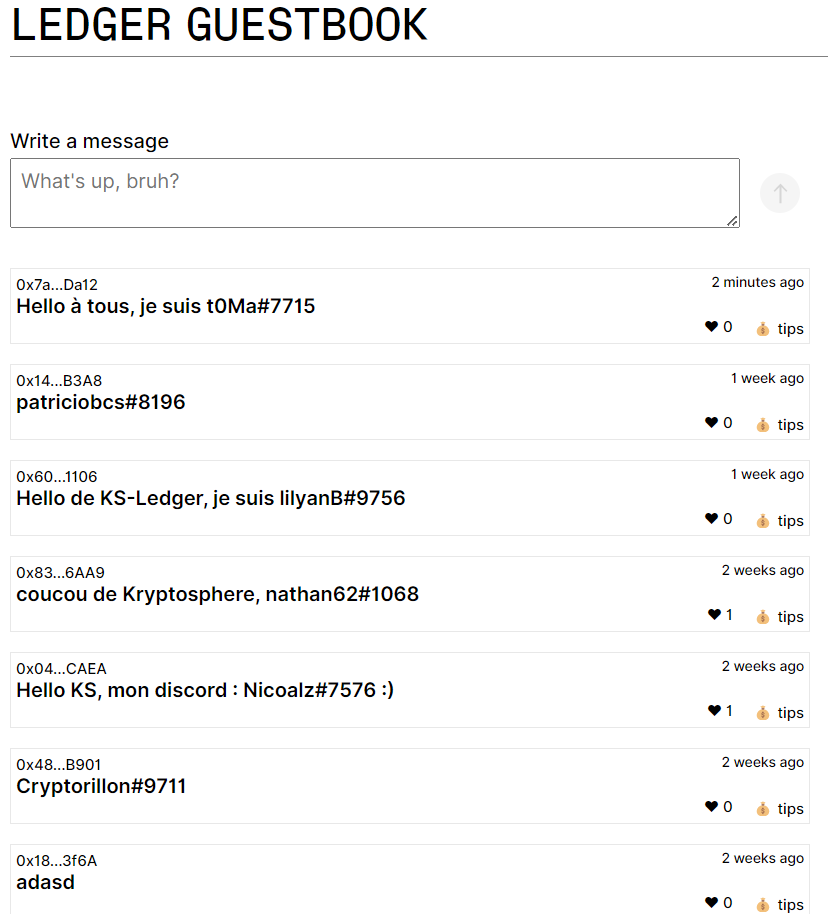 LEDGER GUESTBOOK
Write a message
What's up, bruh?
0x7a...Da12
2 minutes ago
Hello à tous, je suis t0Ma#7715
0
tips
0x14...B3A8
1 week ago
patriciobcs#8196
0
tips
0x60...1106
1 week ago
Hello de KS-Ledger, je suis lilyanB#9756
0
tips
0x83...6AA9
2 weeks ago
coucou de Kryptosphere, nathan62#1068
1
tips
0x04...CAEA
2 weeks ago
Hello KS, mon discord : Nicoalz#7576 :)
1
tips
0x48...B901
2 weeks ago
Cryptorillon#9711
0
tips
0x18...3f6A
2 weeks ago
adasd
0
tips